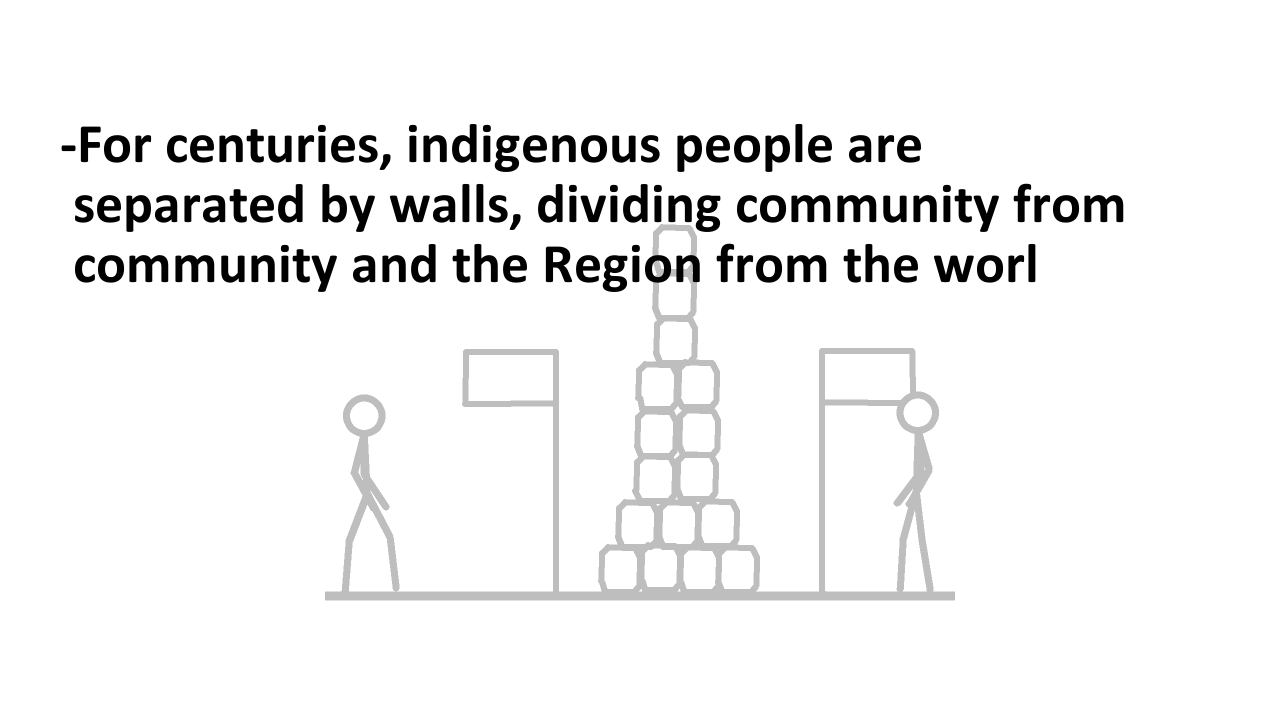 -For centuries, indigenous people are
separated by walls, dividing community from
community and the Region from the worl